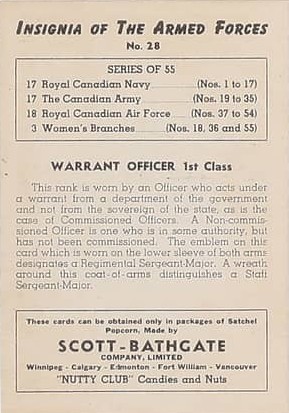 INSIGNIA OF THE ARMED FORCES
No. 28
SERIES OF 55
17 Royal Canadian Navy (Nos. 1 to 17)
17 The Canadian Army (Nos. 19 to 35)
18 Royal Canadian Air Force (Nos. 37 to 54)
3 Women's Branches (Nos. 18, 36 and 55)
WARRANT OFFICER 1st Class
This rank is worn by an Officer who acts under
a warrant from a department of the government
and not from the sovereign of the state, as is the
case of Commissioned Officers. A Non-commis-
sioned Officer is one who is in some authority, but
has not been commissioned. The emblem on this
card which is worn on the lower sleeve of both arms
designates a Regimental Sergeant-Major. A wreath
around this coat-of-arms distinguishes a Staff
Sergeant-Major.
These cards can be obtained only in packages of Satchel
Popcorn, Made by
SCOTT-BATHGATE
COMPANY, LIMITED
Winnipeg - Calgary - Edmonton - Fort William - Vancouver
"NUTTY CLUB" Candies and Nuts